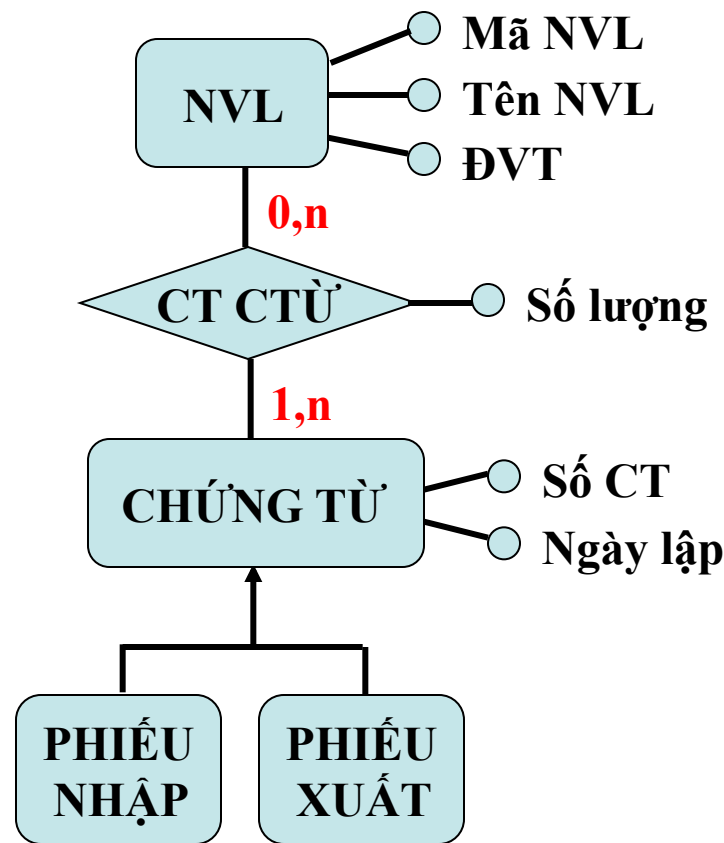 Mã NVL
NVL
Tên NVL
ĐVT
0,n
CT CTỪ
Số lượng
1,n
CHỨNG TỪ
Số CT
Ngày lập
PHIẾU
NHẬP
PHIẾU
XUẤT